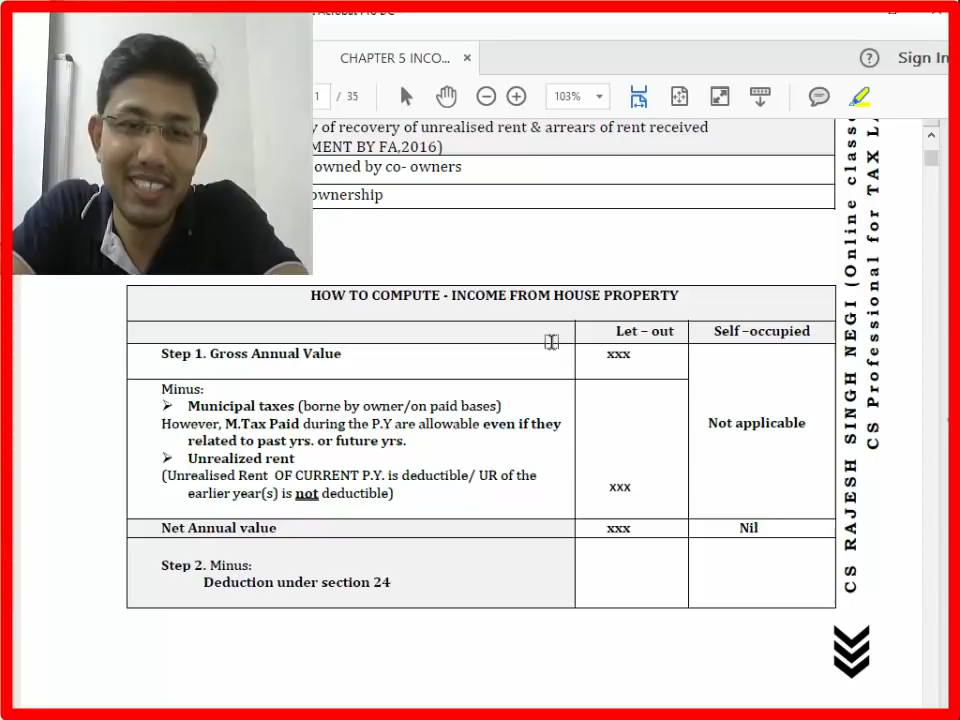 CHAPTER 5 INCO... ×
? Sign In
1 / 35 103%
y of recovery of unrealised rent & arrears of rent received
MENT BY FA,2016)
owned by co- owners
ownership
HOW TO COMPUTE - INCOME FROM HOUSE PROPERTY
Let – out Self –occupied
Step 1. Gross Annual Value xxx
Minus:
➢ Municipal taxes (borne by owner/on paid bases)
However, M.Tax Paid during the P.Y are allowable even if they
related to past yrs. or future yrs.
Not applicable
➢ Unrealized rent
(Unrealised Rent OF CURRENT P.Y. is deductible/ UR of the
earlier year(s) is not deductible) xxx
Net Annual value xxx Nil
Step 2. Minus:
Deduction under section 24
CS RAJESH SINGH NEGI (Online class
CS Professional for TAX LA